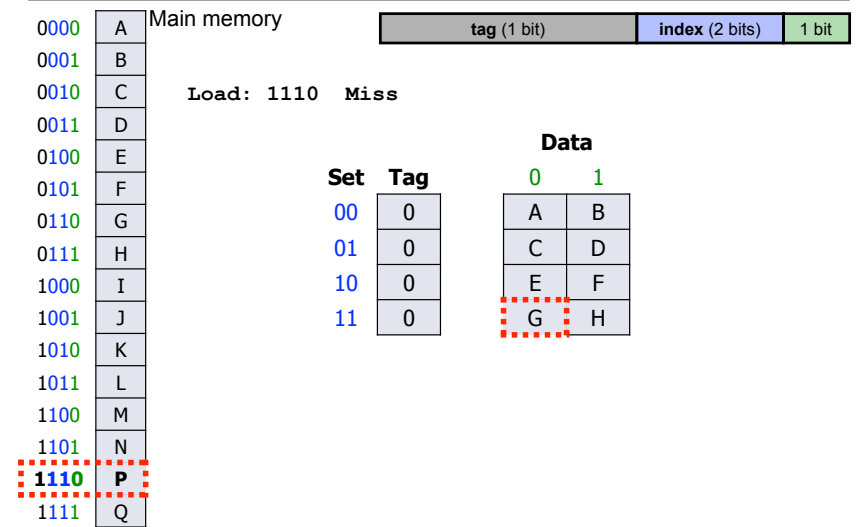 Main memory
tag (1 bit) index (2 bits) 1 bit
0000 A
0001 B
0010 C
Load: 1110 Miss
0011 D
Data
0100 E
Set Tag 0 1
0101 F
00 0 A B
0110 G
01 0 C D
0111 H
10 0 E F
1000 I
11 0 G H
1001 J
1010 K
1011 L
1100 M
1101 N
1110 P
1111 Q